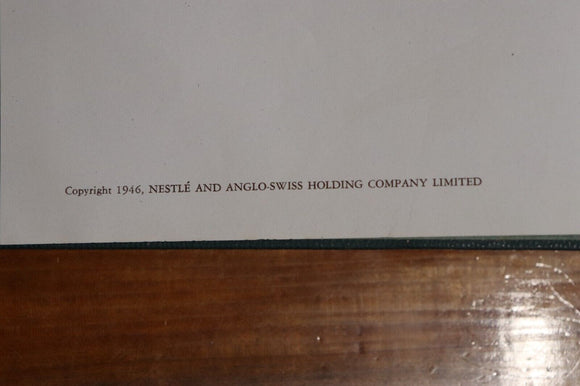 Copyright 1946, NESTLÉ AND ANGLO-SWISS HOLDING COMPANY LIMITED